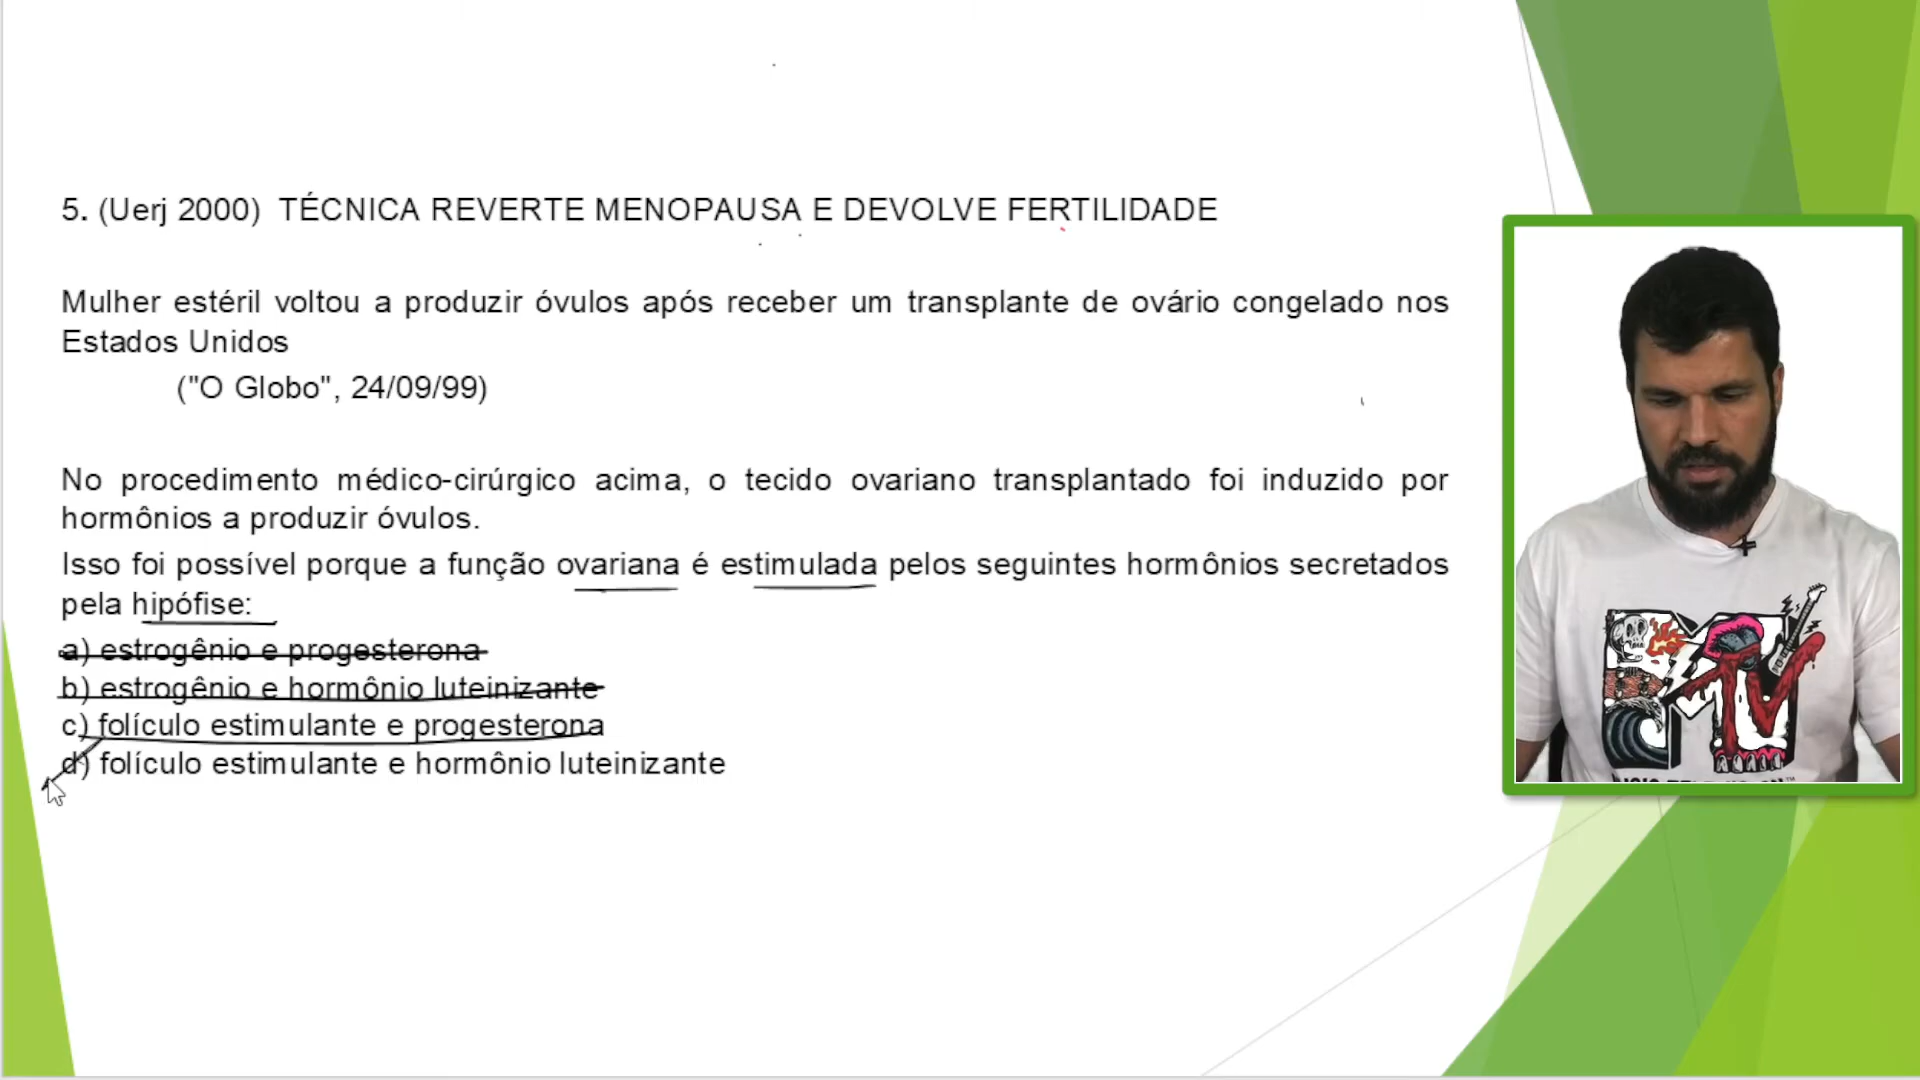 5. (Uerj 2000) TÉCNICA REVERTE MENOPAUSA E DEVOLVE FERTILIDADE
Mulher estéril voltou a produzir óvulos após receber um transplante de ovário congelado nos
Estados Unidos
("O Globo", 24/09/99)
No procedimento médico-cirúrgico acima, o tecido ovariano transplantado foi induzido por
hormônios a produzir óvulos.
Isso foi possível porque a função ovariana é estimulada pelos seguintes hormônios secretados
pela hipófise:
a) estrogênio e progesterona
b) estrogênio e hormônio luteinizante
c) folículo estimulante e progesterona
d) folículo estimulante e hormônio luteinizante
MTV